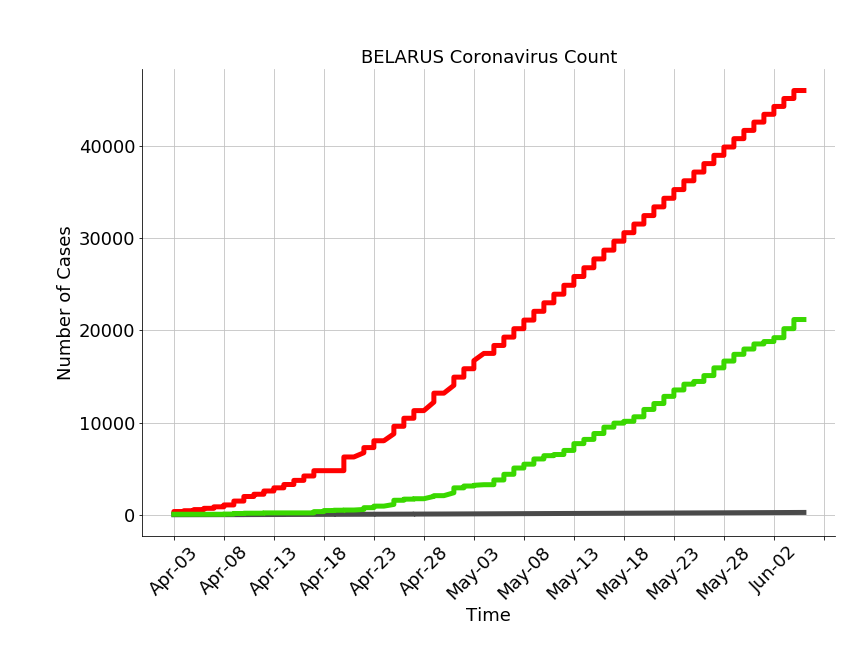 BELARUS Coronavirus Count
Number of Cases
40000
30000
20000
10000
0
Apr-03
Apr-08
Apr-13
Apr-18
Apr-23
Apr-28
May-03
May-08
May-13
May-18
May-23
May-28
Jun-02
Time